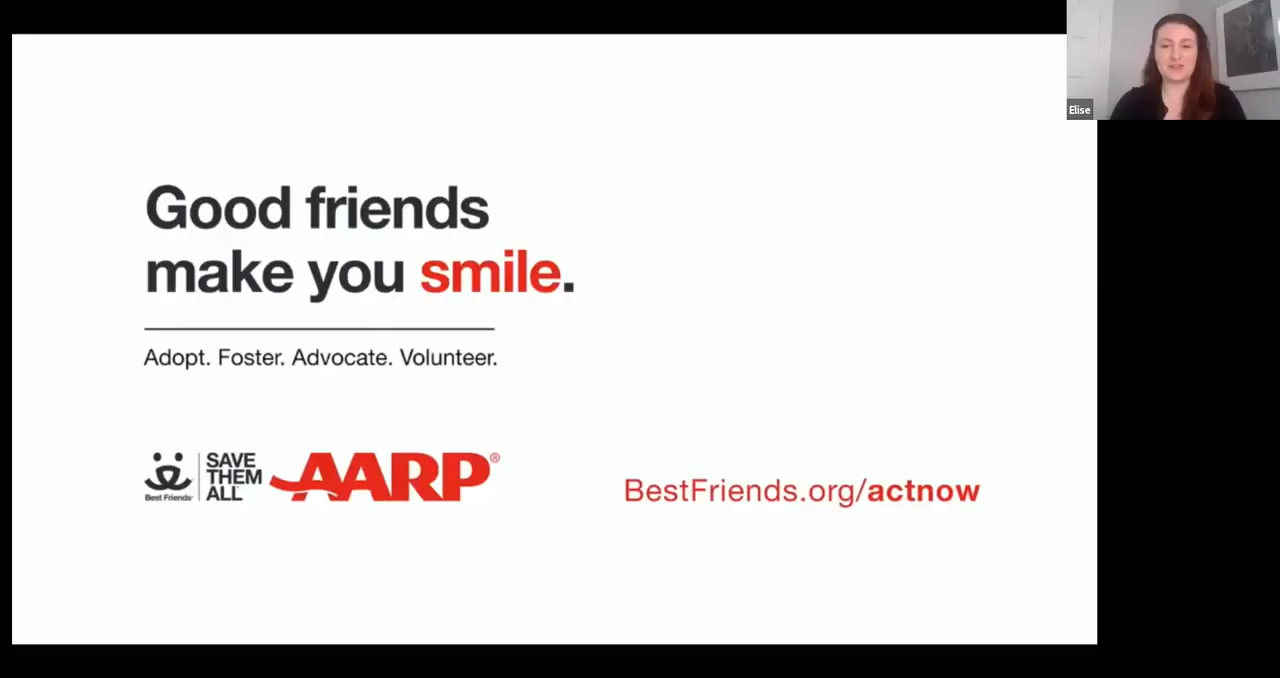 Good friends
make you smile.
Adopt. Foster. Advocate. Volunteer.
Best Friends
SAVE
THEM
ALL
AARP®
BestFriends.org/actnow
Elise